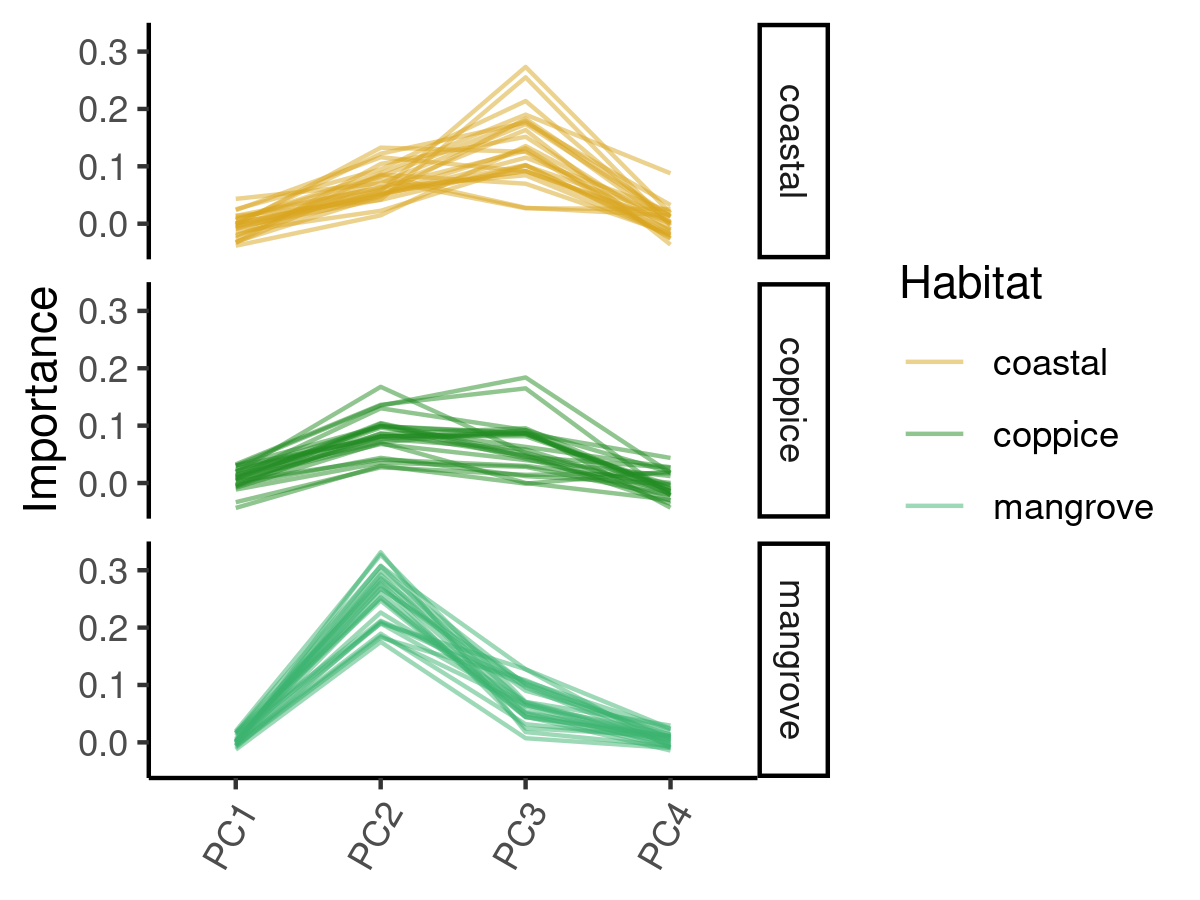 0.3
0.2
0.1
0.0
coastal
0.3
0.2
0.1
0.0
coppice
0.3
0.2
0.1
0.0
mangrove
Importance
PC1
PC2
PC3
PC4
Habitat
coastal
coppice
mangrove